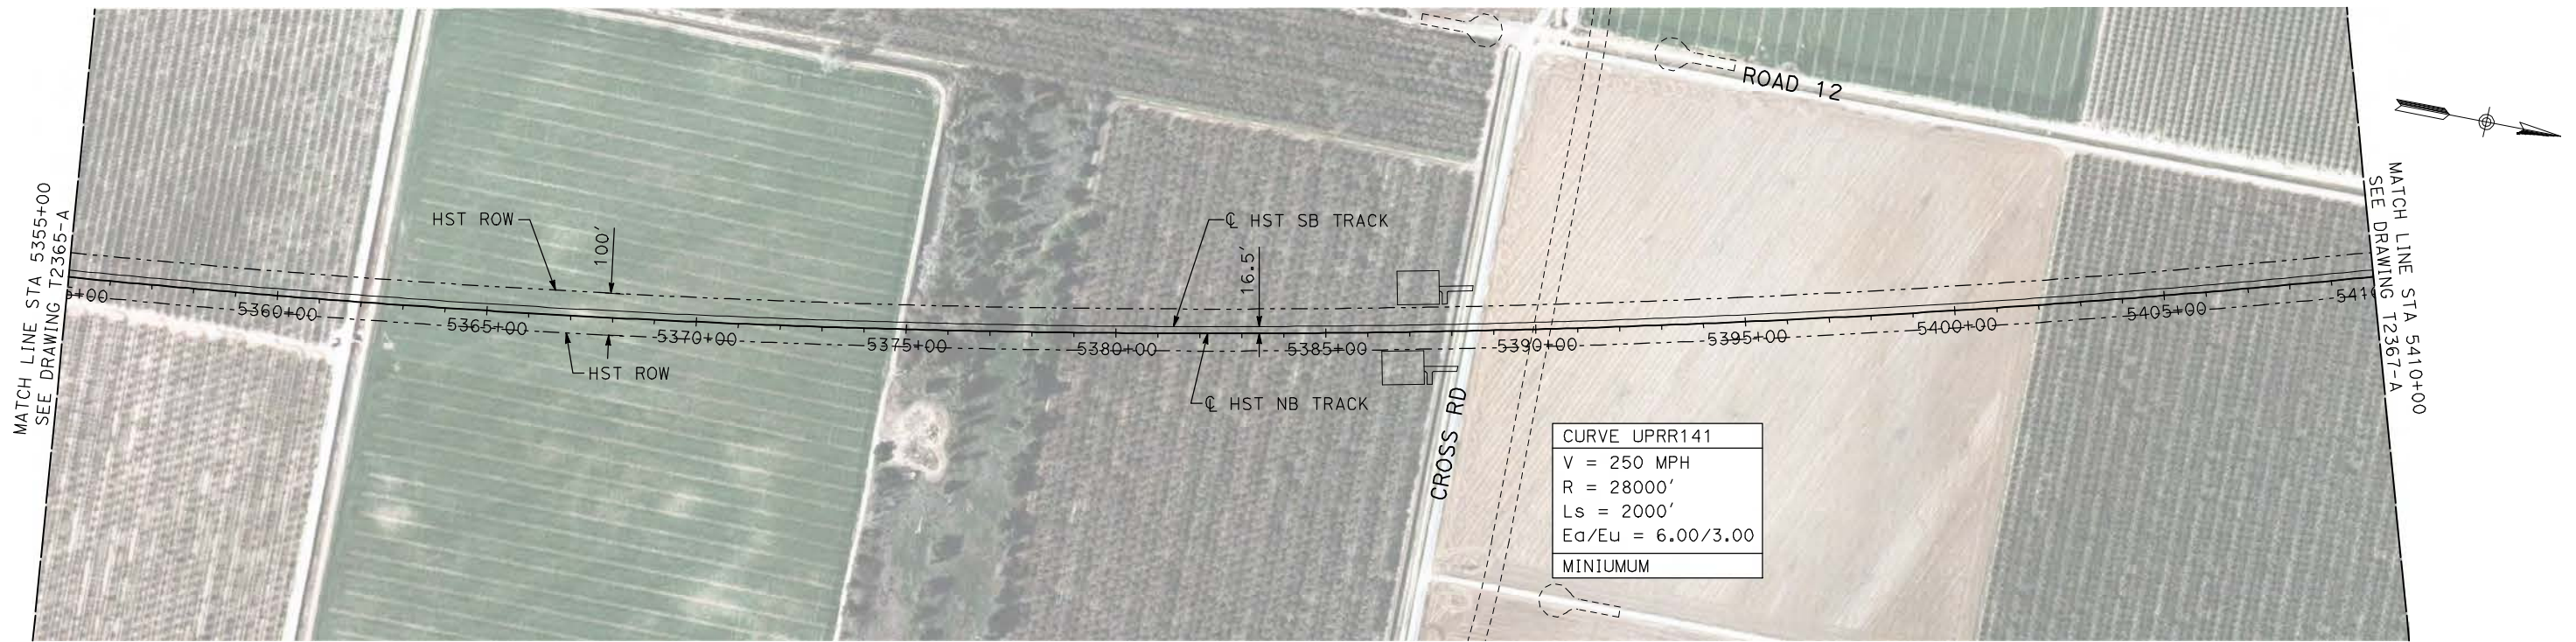 ROAD 12
MATCH LINE STA 5355+00
SEE DRAWING T2365-A
HST ROW
100'
℄ HST SB TRACK
16.5'
MATCH LINE STA 5410+00
SEE DRAWING T2367-A
5+00
5360+00
5365+00
5370+00
5375+00
5380+00
5385+00
5390+00
5395+00
5400+00
5405+00
5410
HST ROW
℄ HST NB TRACK
CROSS RD
CURVE UPRR141
V = 250 MPH
R = 28000'
Ls = 2000'
Ea/Eu = 6.00/3.00
MINIUMUM